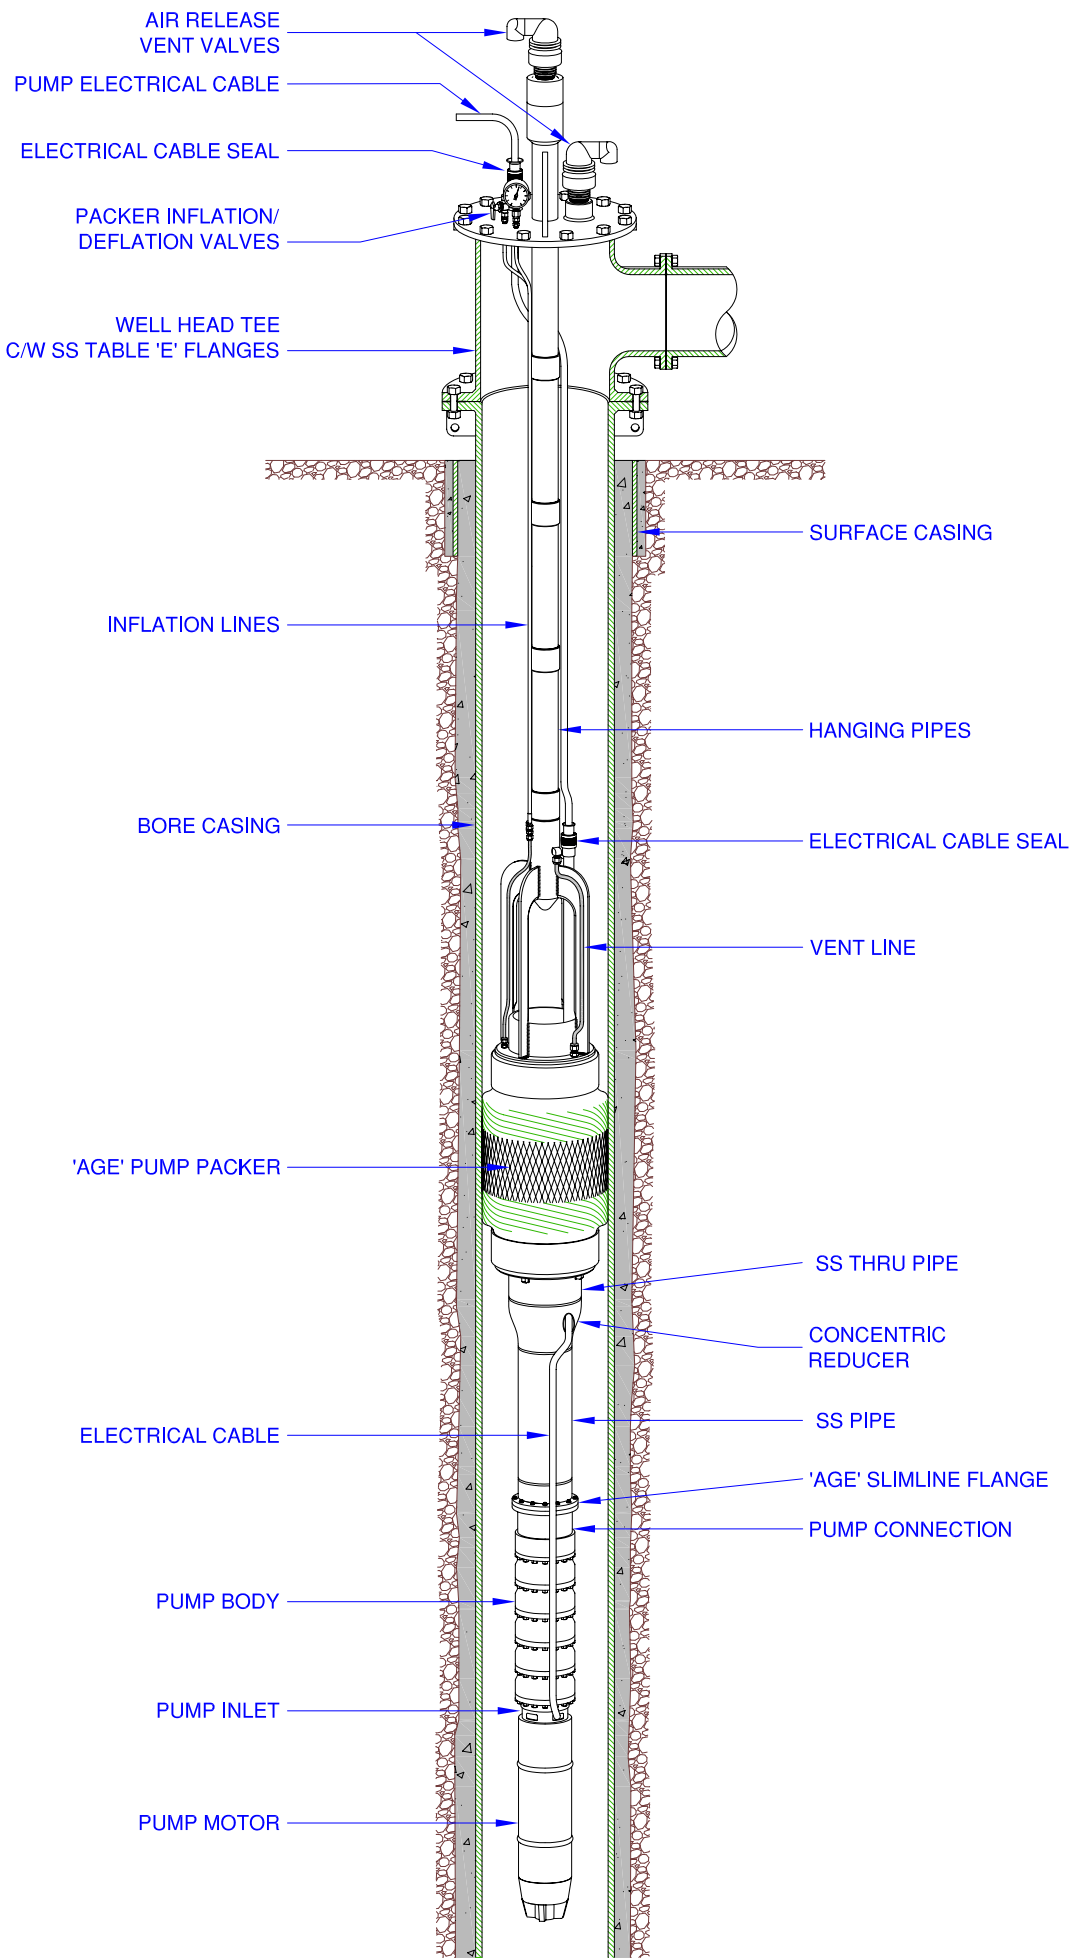 AIR RELEASE
VENT VALVES
PUMP ELECTRICAL CABLE
ELECTRICAL CABLE SEAL
PACKER INFLATION/
DEFLATION VALVES
WELL HEAD TEE
C/W SS TABLE 'E' FLANGES
SURFACE CASING
INFLATION LINES
HANGING PIPES
BORE CASING
ELECTRICAL CABLE SEAL
VENT LINE
'AGE' PUMP PACKER
SS THRU PIPE
CONCENTRIC
REDUCER
SS PIPE
ELECTRICAL CABLE
'AGE' SLIMLINE FLANGE
PUMP CONNECTION
PUMP BODY
PUMP INLET
PUMP MOTOR